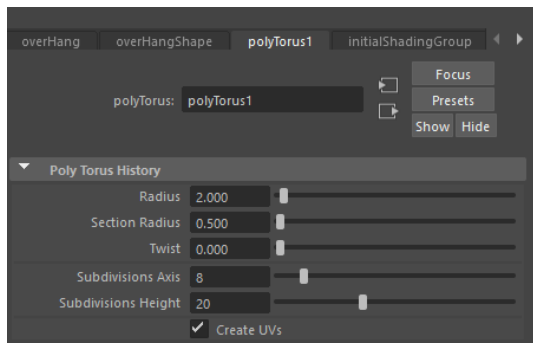 overHang overHangShape polyTorus1 initialShadingGroup
Focus
polyTorus: polyTorus1 Presets
Show Hide
Poly Torus History
Radius 2.000
Section Radius 0.500
Twist 0.000
Subdivisions Axis 8
Subdivisions Height 20
Create UVs